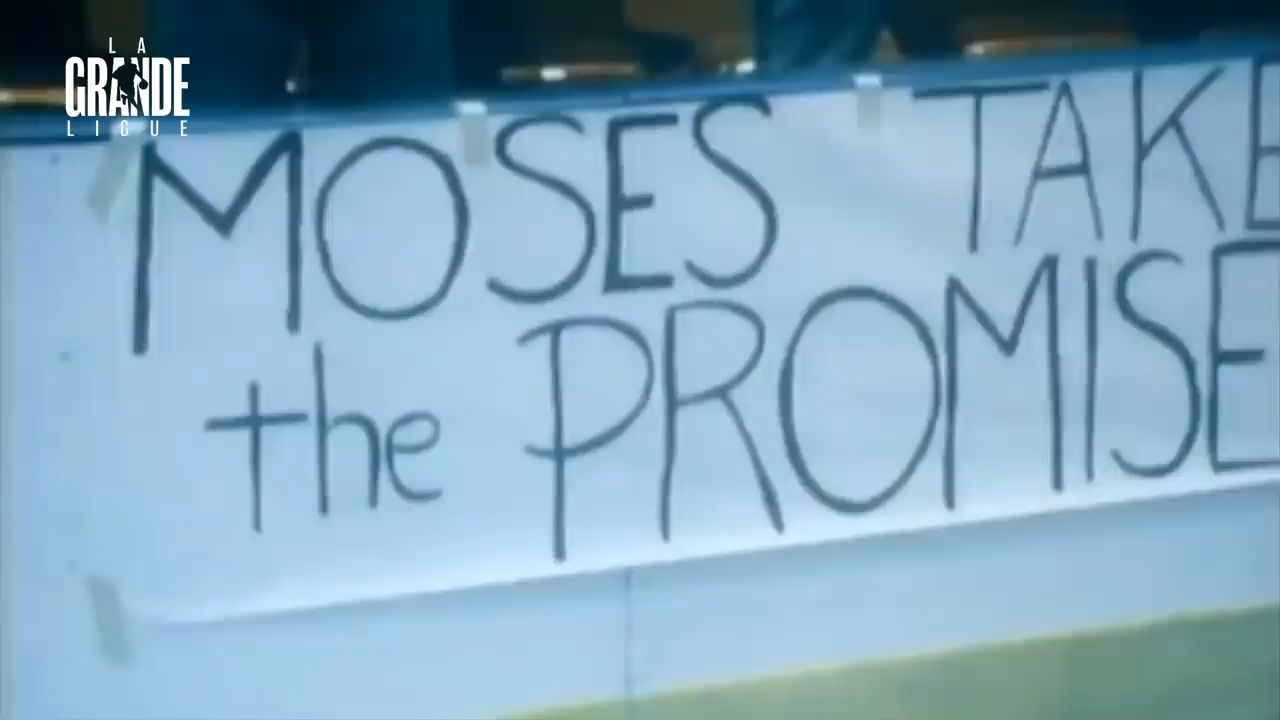 LA
GRANDE
LIGUE
MOSES TAKE
the PROMISE